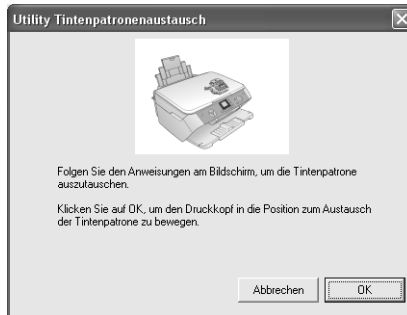 Utility Tintenpatronenaustausch
Folgen Sie den Anweisungen am Bildschirm, um die Tintenpatrone
auszutauschen.
Klicken Sie auf OK, um den Druckkopf in die Position zum Austausch
der Tintenpatrone zu bewegen.
Abbrechen
OK